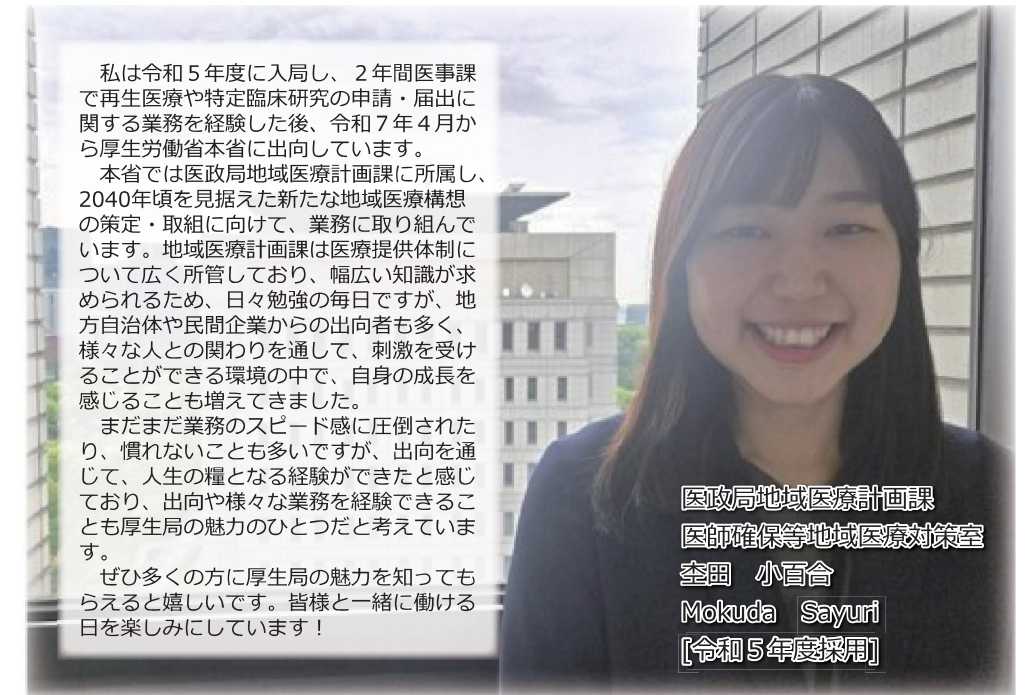 私は令和５年度に入局し、２年間医事課
で再生医療や特定臨床研究の申請・届出に
関する業務を経験した後、令和７年４月か
ら厚生労働省本省に出向しています。
　本省では医政局地域医療計画課に所属し、
2040年頃を見据えた新たな地域医療構想
の策定・取組に向けて、業務に取り組んで
います。地域医療計画課は医療提供体制に
ついて広く所管しており、幅広い知識が求
められるため、日々勉強の毎日ですが、地
方自治体や民間企業からの出向者も多く、
様々な人との関わりを通して、刺激を受け
ることができる環境の中で、自身の成長を
感じることも増えてきました。
　まだまだ業務のスピード感に圧倒された
り、慣れないことも多いですが、出向を通
じて、人生の糧となる経験ができたと感じ
ており、出向や様々な業務を経験できるこ
とも厚生局の魅力のひとつだと考えていま
す。
　ぜひ多くの方に厚生局の魅力を知っても
らえると嬉しいです。皆様と一緒に働ける
日を楽しみにしています！
医政局地域医療計画課
医師確保等地域医療対策室
杢田　小百合
Mokuda　Sayuri
[令和５年度採用]